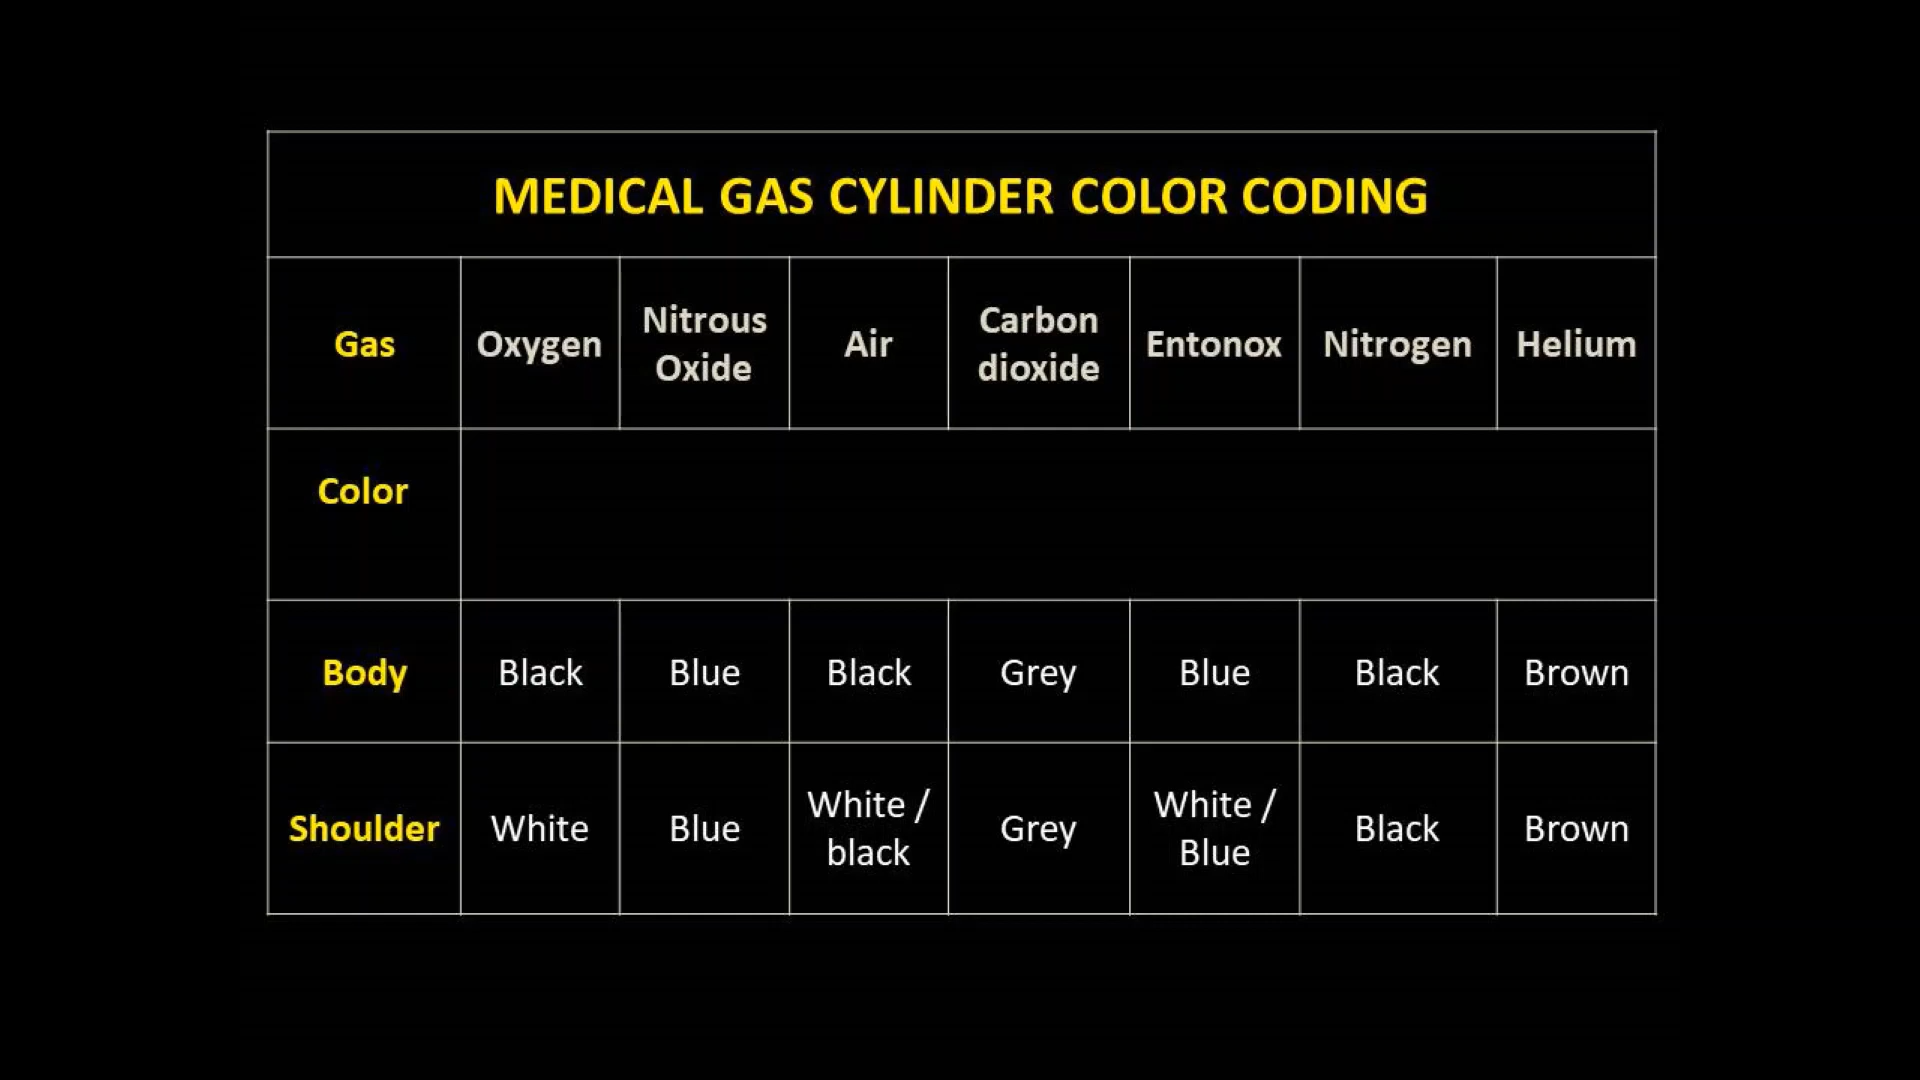 MEDICAL GAS CYLINDER COLOR CODING
Gas Oxygen Nitrous Oxide Air Carbon dioxide Entonox Nitrogen Helium
Color
Body Black Blue Black Grey Blue Black Brown
Shoulder White Blue White / black Grey White / Blue Black Brown